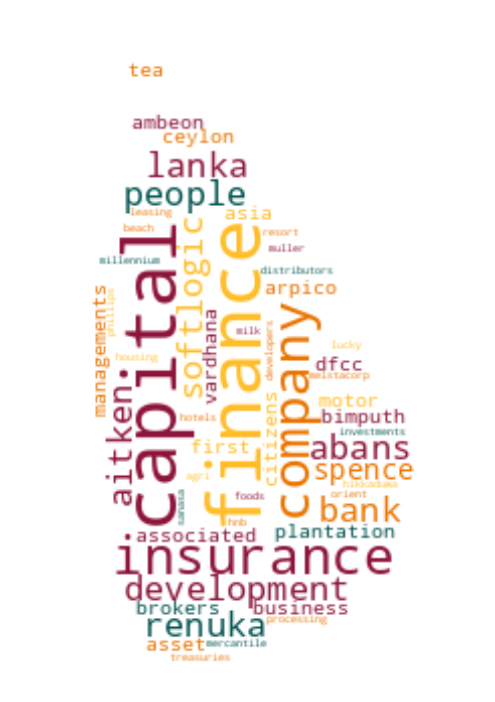 tea
ambeon
ceylon
lanka
people
leasing
asia
beach
resort
capital
softlogic
finance
muller
millennium
distributors
managements
phillips
arpico
company
vardhana
milk
developers
lucky
housing
dfcc
melstacorp
aitken
citizens
motor
hotels
bimputh
investments
first
abans
agri
spence
hikkaduwa
sanasa
foods
orient
bank
hnb
associated
plantation
insurance
development
brokers
business
renuka
processing
asset
mercantile
treasuries